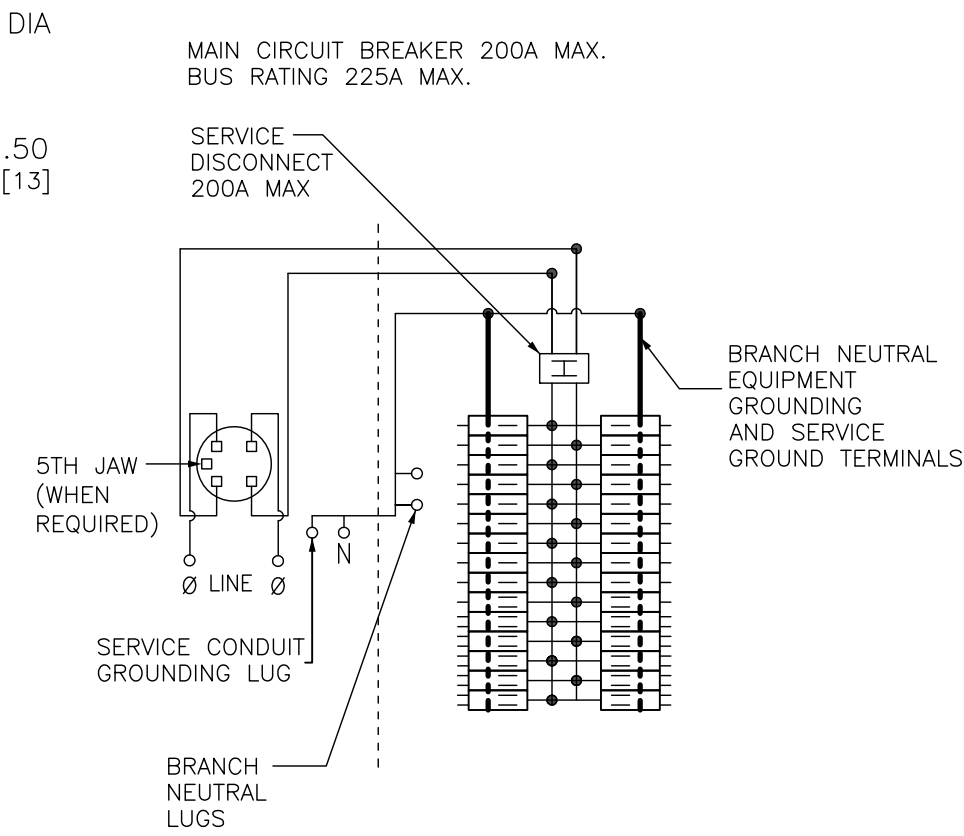 DIA
MAIN CIRCUIT BREAKER 200A MAX.
BUS RATING 225A MAX.
.50
[13]
SERVICE
DISCONNECT
200A MAX
BRANCH NEUTRAL
EQUIPMENT
GROUNDING
AND SERVICE
GROUND TERMINALS
5TH JAW
(WHEN
REQUIRED)
N
Ø LINE Ø
SERVICE CONDUIT
GROUNDING LUG
BRANCH
NEUTRAL
LUGS